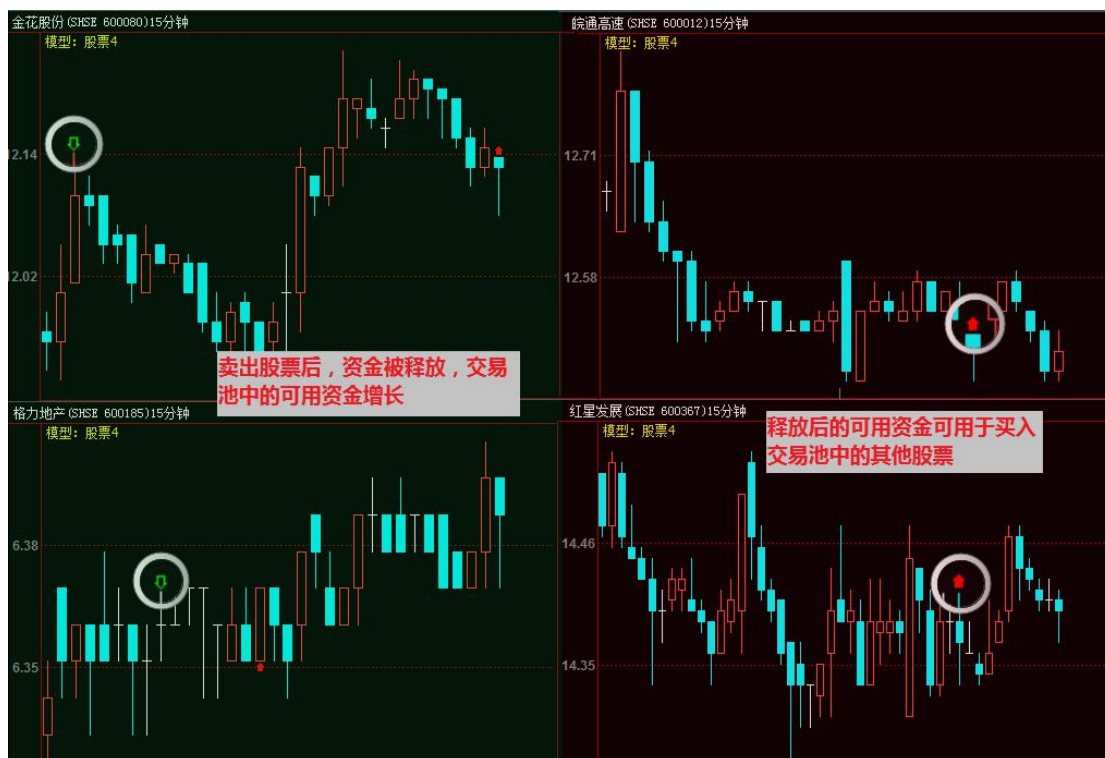 金花股份(SHSE 600080)15分钟
模型：股票4
12.14
12.02
卖出股票后，资金被释放，交易
池中的可用资金增长
皖通高速(SHSE 600012)15分钟
模型：股票4
12.71
12.58
格力地产(SHSE 600185)15分钟
模型：股票4
6.38
6.35
红星发展(SHSE 600367)15分钟
模型：股票4
释放后的可用资金可用于买入
交易池中的其他股票
14.46
14.35